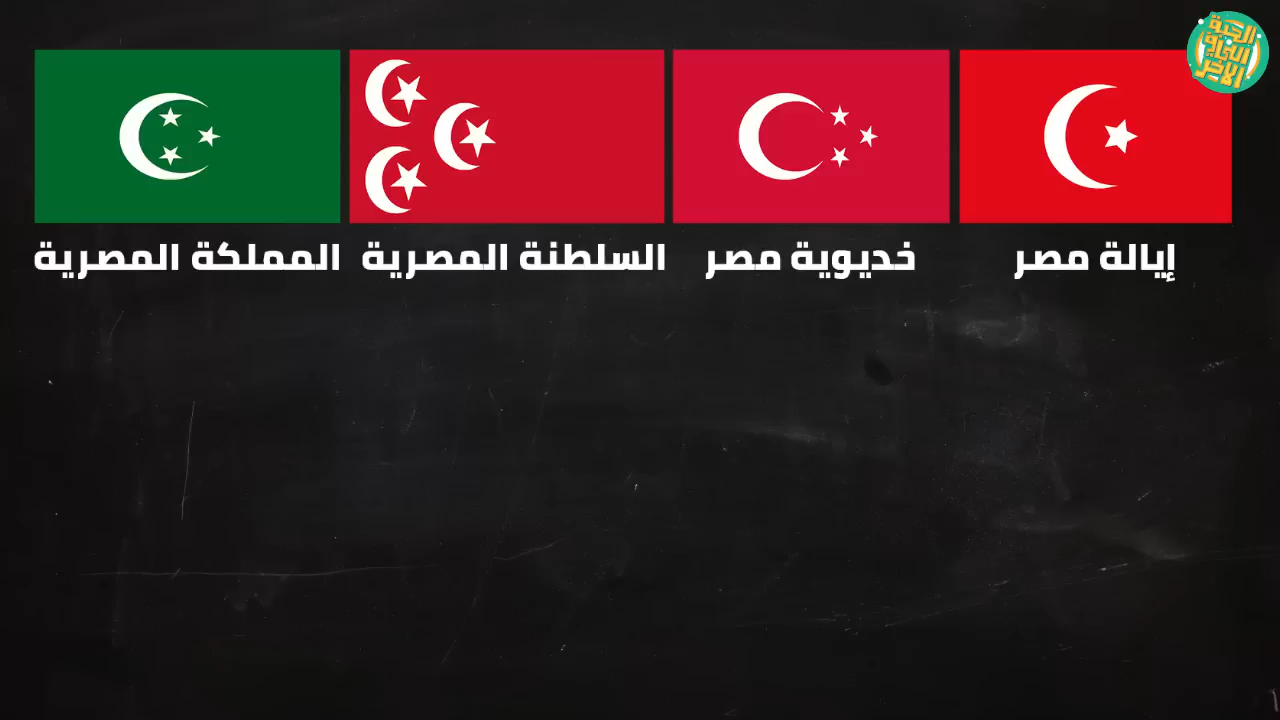 إيالة مصر
خديوية مصر
السلطنة المصرية
المملكة المصرية